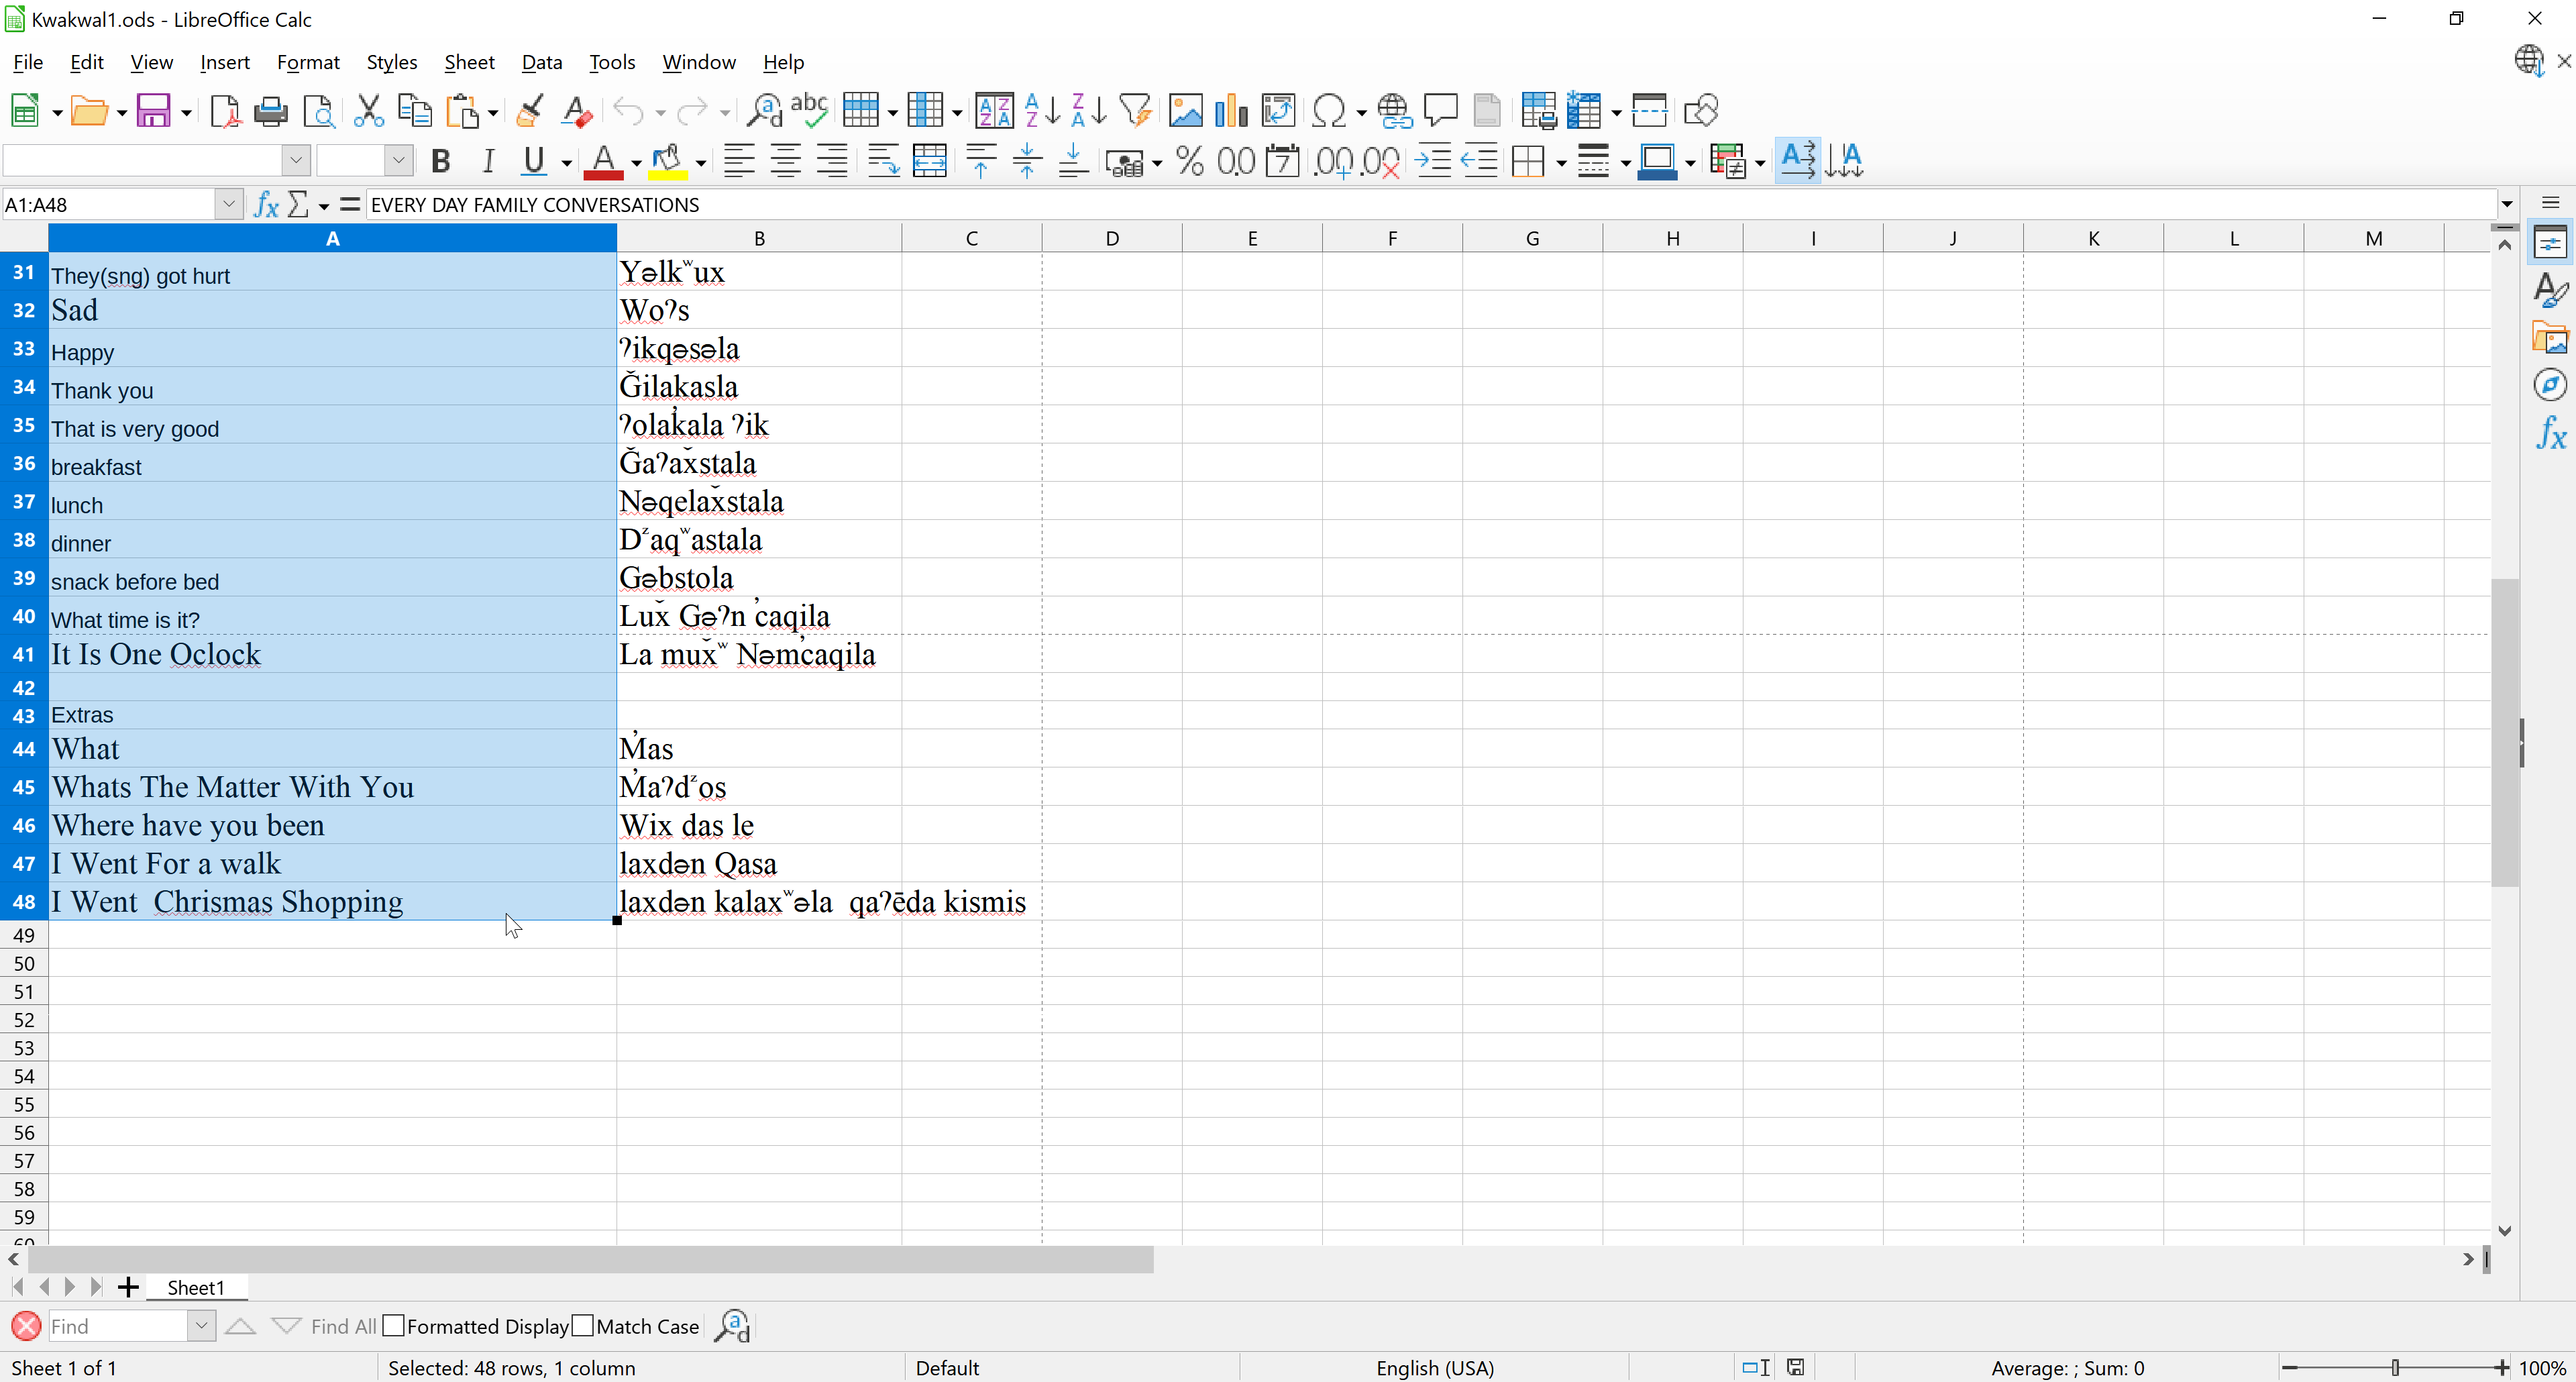 Kwakwal1.ods - LibreOffice Calc
File Edit View Insert Format Styles Sheet Data Tools Window Help
A1:A48 EVERY DAY FAMILY CONVERSATIONS
A B C D E F G H I J K L M
31 They(sng) got hurt Yəlkʷux
32 Sad Woʔs
33 Happy ʔikqəsəla
34 Thank you Ǧilakasla
35 That is very good ʔolak̓ala ʔik
36 breakfast Ǧaʔax̌stala
37 lunch Nəqelax̌stala
38 dinner Dᶻaqʷastala
39 snack before bed Gəbstola
40 What time is it? Lux̌ Gəʔn c̓aqila
41 It Is One Oclock La mux̌ʷ Nəmc̓aqila
42
43 Extras
44 What M̓as
45 Whats The Matter With You M̓aʔdᶻos
46 Where have you been Wix das le
47 I Went For a walk laxdən Qasa
48 I Went  Chrismas Shopping laxdən kalaxʷəla  qaʔēda kismis
49
50
51
52
53
54
55
56
57
58
59
60
Sheet1
Find Find All Formatted Display Match Case
Sheet 1 of 1 Selected: 48 rows, 1 column Default English (USA) Average: ; Sum: 0 100%